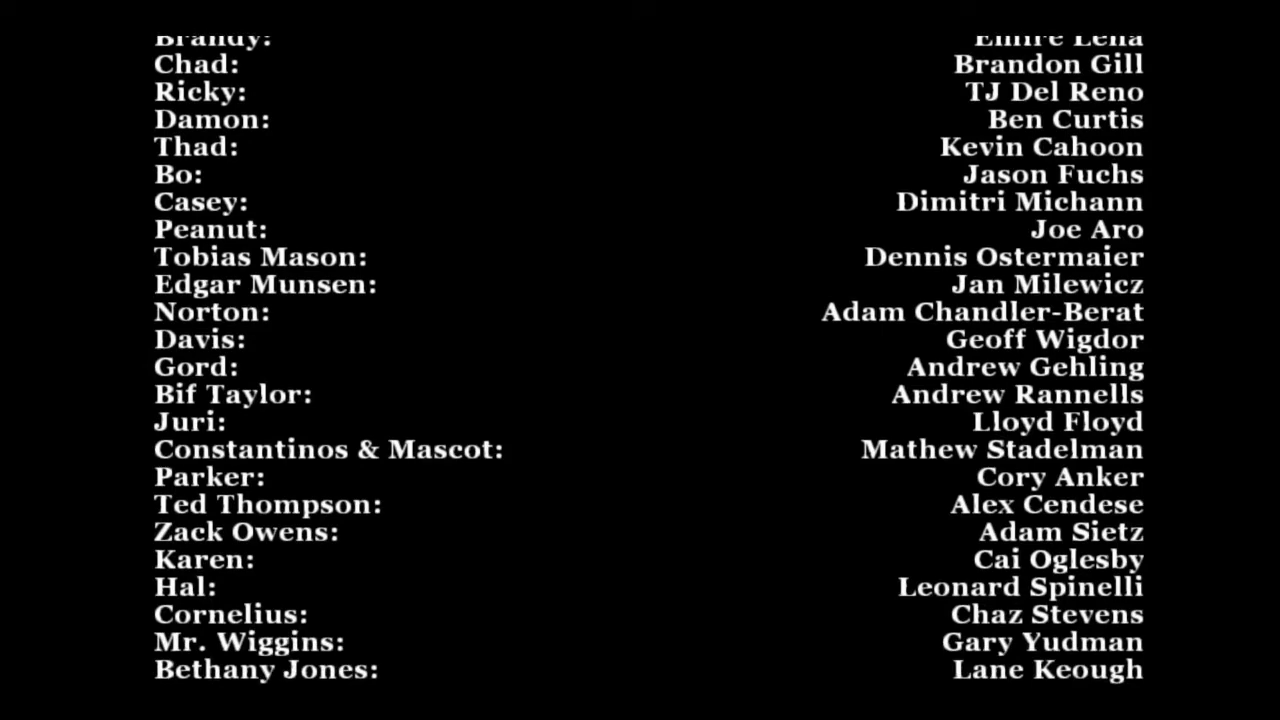 Brandy: Emire Lena
Chad: Brandon Gill
Ricky: TJ Del Reno
Damon: Ben Curtis
Thad: Kevin Cahoon
Bo: Jason Fuchs
Casey: Dimitri Michann
Peanut: Joe Aro
Tobias Mason: Dennis Ostermaier
Edgar Munsen: Jan Milewicz
Norton: Adam Chandler-Berat
Davis: Geoff Wigdor
Gord: Andrew Gehling
Bif Taylor: Andrew Rannells
Juri: Lloyd Floyd
Constantinos & Mascot: Mathew Stadelman
Parker: Cory Anker
Ted Thompson: Alex Cendese
Zack Owens: Adam Sietz
Karen: Cai Oglesby
Hal: Leonard Spinelli
Cornelius: Chaz Stevens
Mr. Wiggins: Gary Yudman
Bethany Jones: Lane Keough